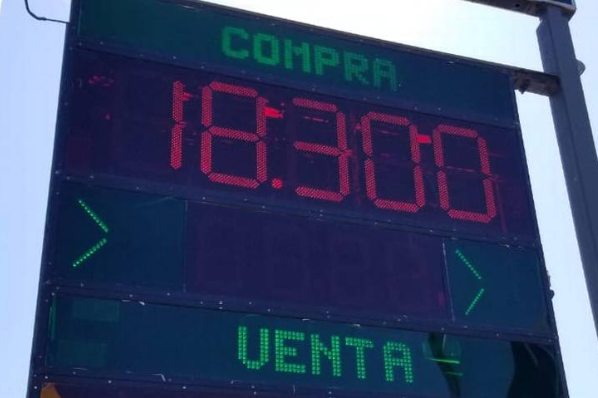 COMPRA
18.300
> >
VENTA